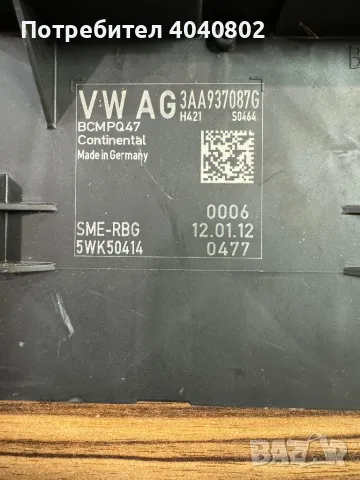 Потребител 4040802
VW AG 3AA937087G
H421 S0464
BCMPQ47
Continental
Made in Germany
0006
SME-RBG 12.01.12
5WK50414 0477
BAZAR